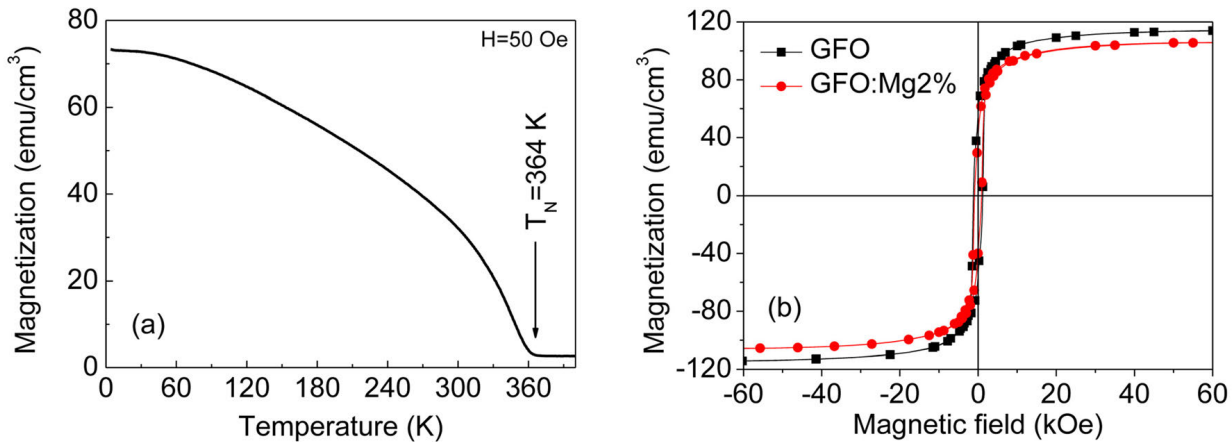 80
60
40
20
0
0 60 120 180 240 300 360
Magnetization (emu/cm³)
Temperature (K)
H=50 Oe
T_N=364 K
(a)
120
80
40
0
-40
-80
-120
-60 -40 -20 0 20 40 60
Magnetization (emu/cm³)
Magnetic field (kOe)
GFO
GFO:Mg2%
(b)